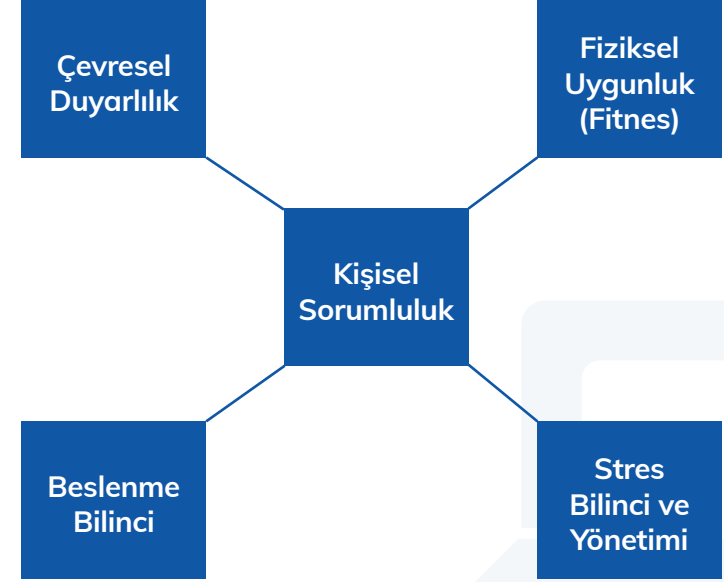 Çevresel
Duyarlılık
Fiziksel
Uygunluk
(Fitnes)
Kişisel
Sorumluluk
Beslenme
Bilinci
Stres
Bilinci ve
Yönetimi